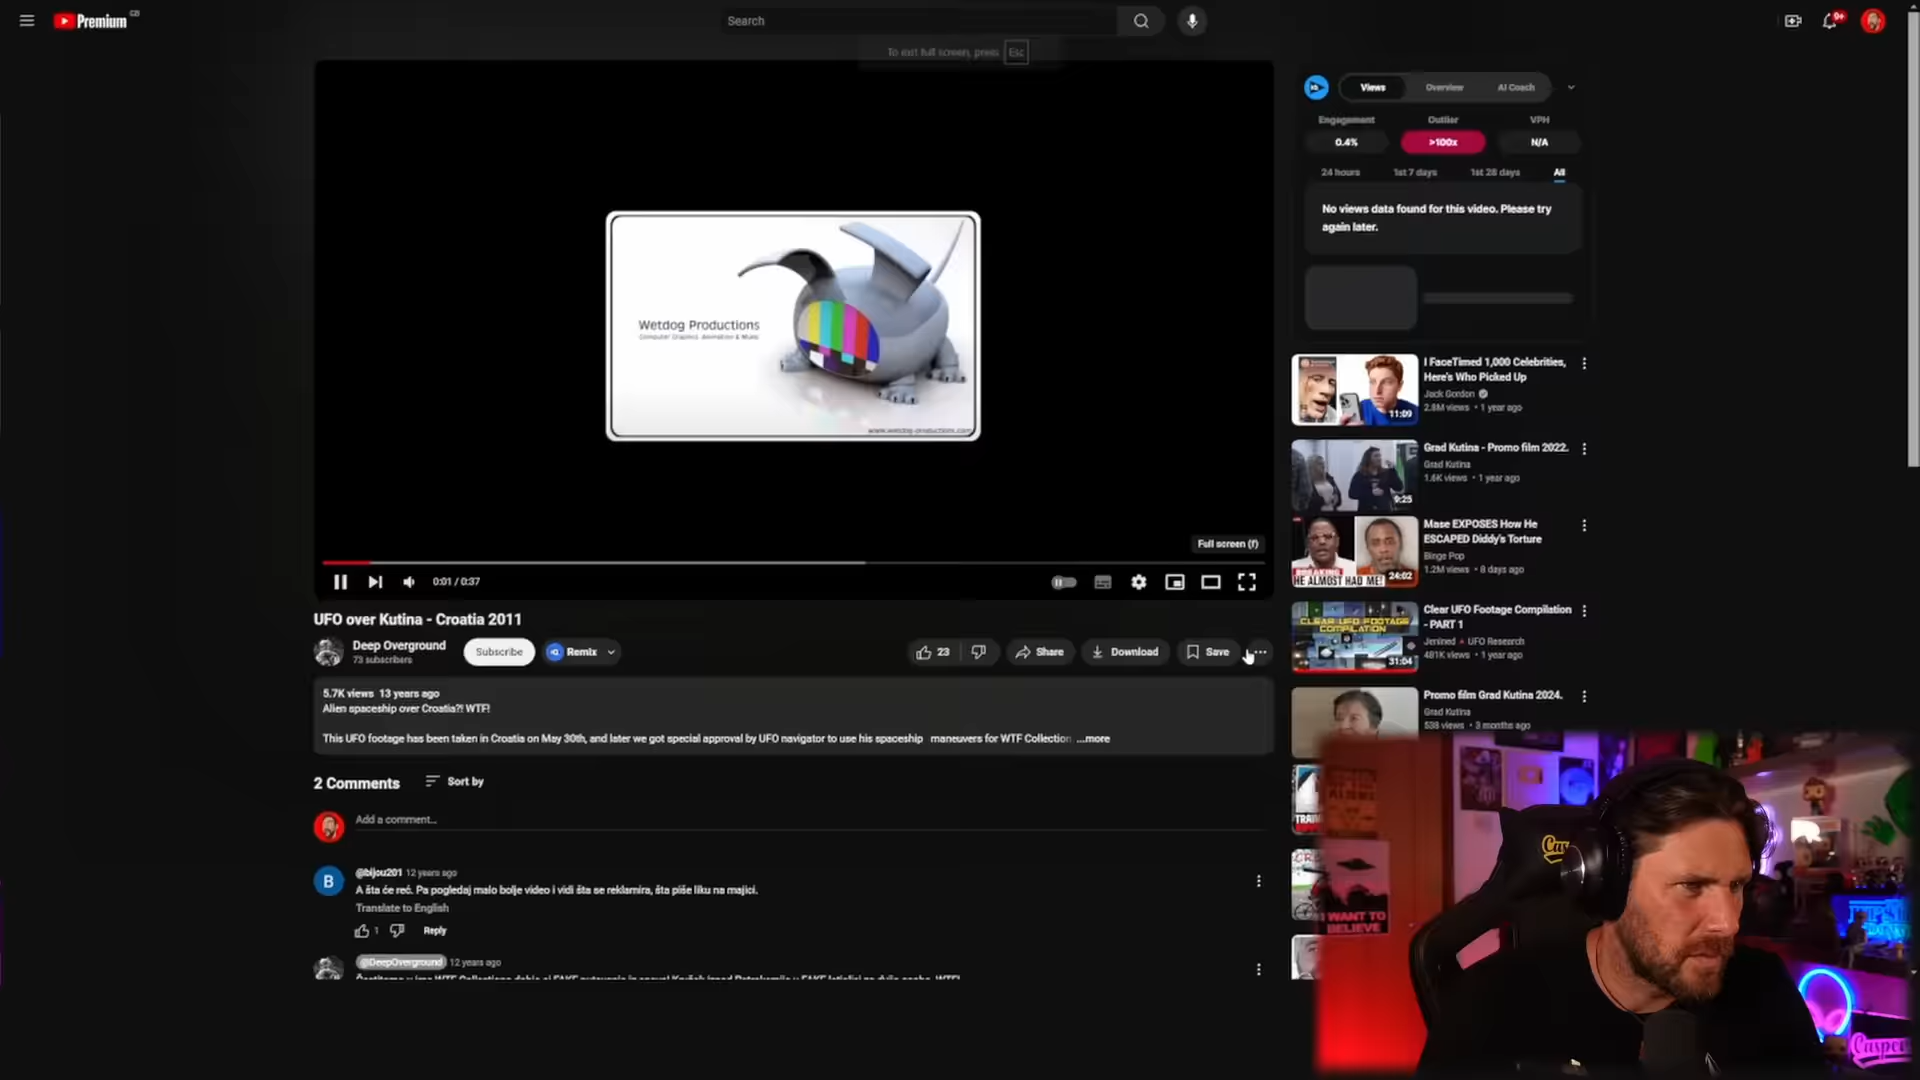 Premium GB
Search
9+
To exit full screen, press Esc
Views
Overview
AI Coach
Engagement
Outlier
VPH
0.4%
>100x
N/A
24 hours
1st 7 days
1st 28 days
All
No views data found for this video. Please try
again later.
Wetdog Productions
Computer Graphics, Animation & Music
www.wetdog-productions.com
Full screen (f)
0:01 / 0:37
UFO over Kutina - Croatia 2011
Deep Overground
73 subscribers
Subscribe
Remix
23
Share
Download
Save
5.7K views 13 years ago
Alien spaceship over Croatia?! WTF!
This UFO footage has been taken in Croatia on May 30th, and later we got special approval by UFO navigator to use his spaceship maneuvers for WTF Collection ...more
2 Comments
Sort by
Add a comment...
B
@bijou201 12 years ago
A šta će reć. Pa pogledaj malo bolje video i vidi šta se reklamira, šta piše liku na majici.
Translate to English
1
Reply
@DeepOverground 12 years ago
I FaceTimed 1,000 Celebrities,
Here's Who Picked Up
Jack Gordon
2.8M views • 1 year ago
11:09
Grad Kutina - Promo film 2022.
Grad Kutina
1.6K views • 1 year ago
9:25
Mase EXPOSES How He
ESCAPED Diddy's Torture
Binge Pop
1.2M views • 8 days ago
BREAKING
HE ALMOST HAD ME!
24:02
Clear UFO Footage Compilation
- PART 1
Jenined UFO Research
481K views • 1 year ago
CLEAR UFO FOOTAGE
COMPILATION
31:04
Promo film Grad Kutina 2024.
Grad Kutina
538 views • 3 months ago
I WANT TO
BELIEVE